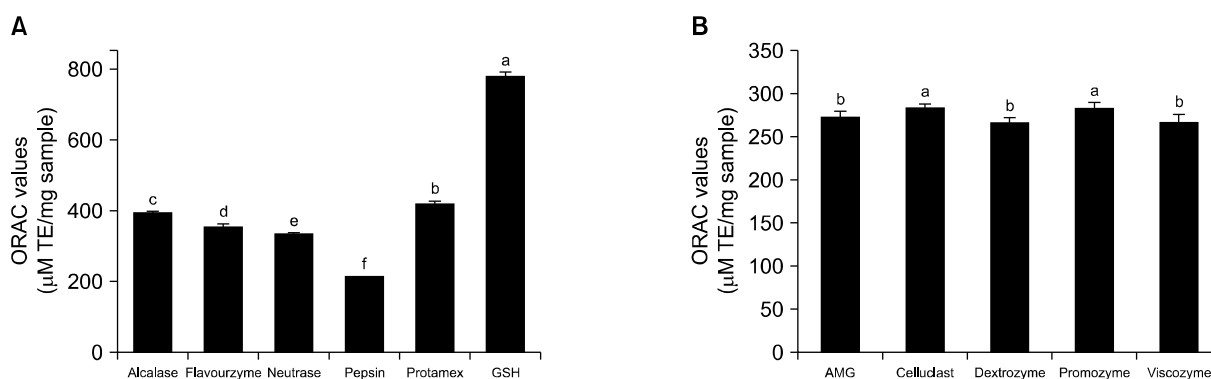 A
ORAC values
(μM TE/mg sample)
800
600
400
200
0
c
d
e
f
b
a
Alcalase Flavourzyme Neutrase Pepsin Protamex GSH
B
ORAC values
(μM TE/mg sample)
350
300
250
200
150
100
50
0
b
a
b
a
b
AMG Celluclast Dextrozyme Promozyme Viscozyme